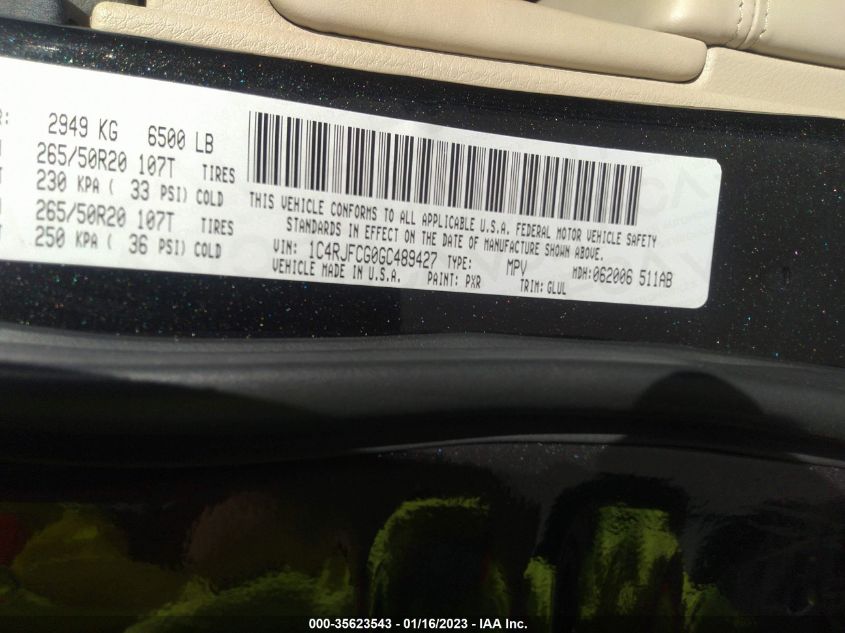 R: 2949 KG 6500 LB
265/50R20 107T TIRES
230 KPA ( 33 PSI) COLD
265/50R20 107T TIRES
250 KPA ( 36 PSI) COLD
THIS VEHICLE CONFORMS TO ALL APPLICABLE U.S.A. FEDERAL MOTOR VEHICLE SAFETY
STANDARDS IN EFFECT ON THE DATE OF MANUFACTURE SHOWN ABOVE.
VIN: 1C4RJFCG0GC489427 TYPE: MPV MDH:062006 511AB
VEHICLE MADE IN U.S.A. PAINT: PXR TRIM: GLUL
000-35623543 - 01/16/2023 - IAA Inc.